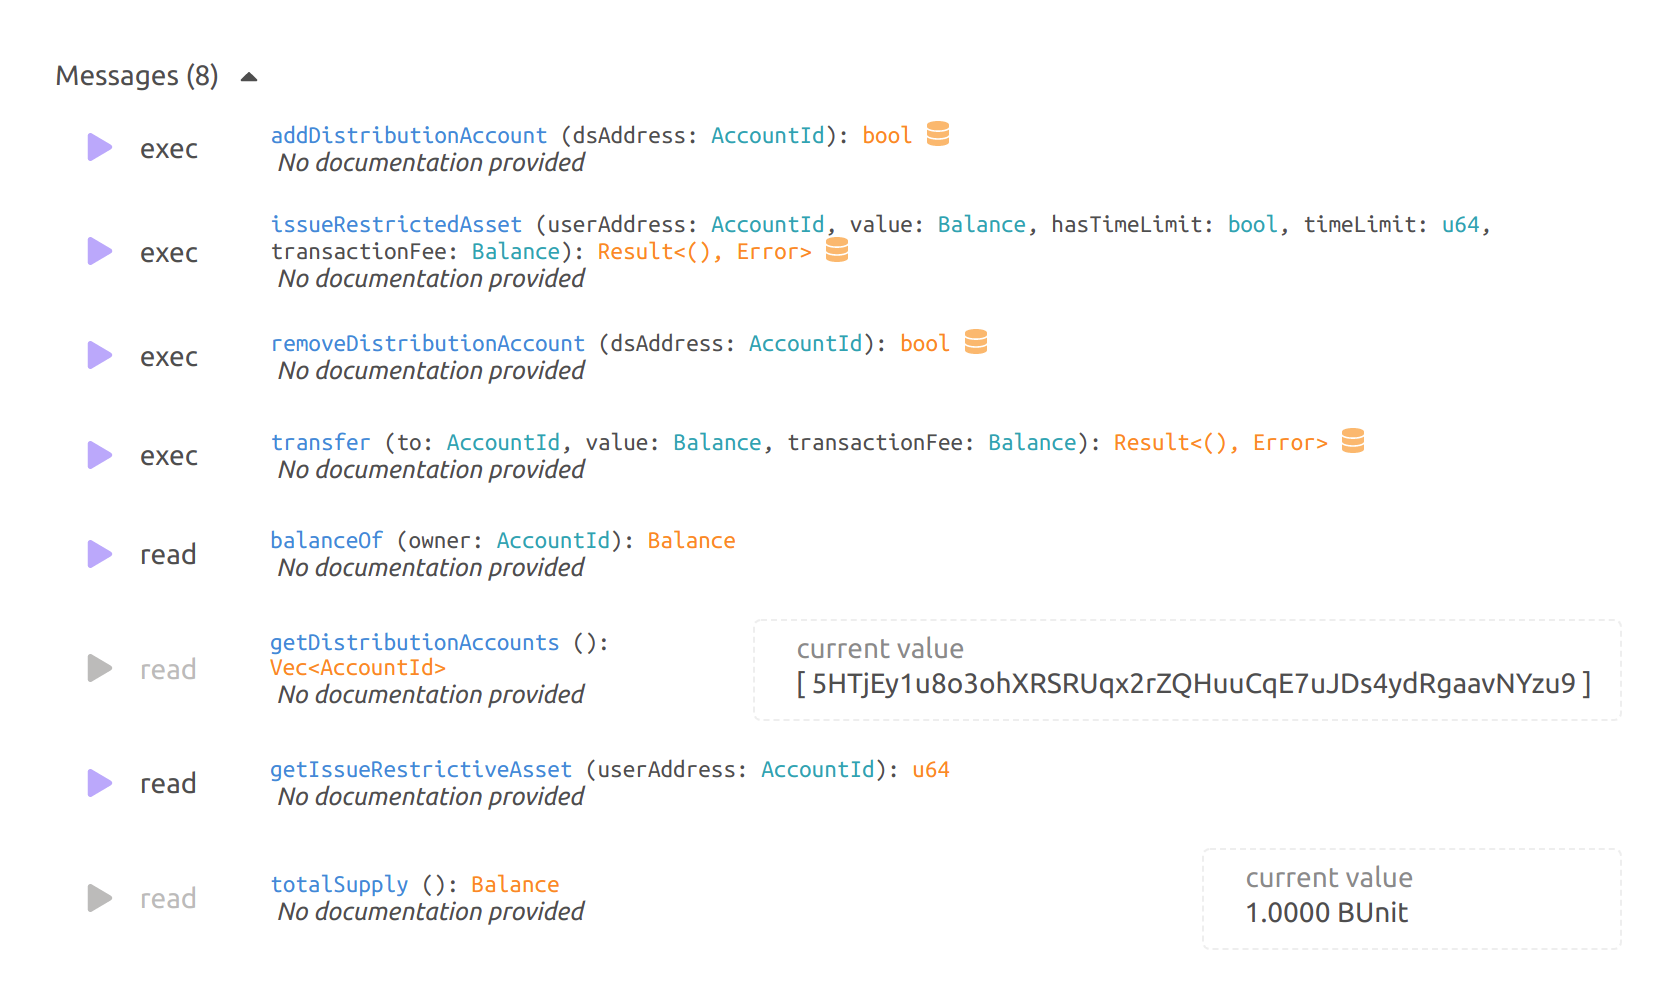 Messages (8)
exec
addDistributionAccount (dsAddress: AccountId): bool
No documentation provided
exec
issueRestrictedAsset (userAddress: AccountId, value: Balance, hasTimeLimit: bool, timeLimit: u64,
transactionFee: Balance): Result<(), Error>
No documentation provided
exec
removeDistributionAccount (dsAddress: AccountId): bool
No documentation provided
exec
transfer (to: AccountId, value: Balance, transactionFee: Balance): Result<(), Error>
No documentation provided
read
balanceOf (owner: AccountId): Balance
No documentation provided
read
getDistributionAccounts ():
Vec<AccountId>
No documentation provided
current value
[ 5HTjEy1u8o3ohXRSRUqx2rZQHuuCqE7uJDs4ydRgaavNYzu9 ]
read
getIssueRestrictiveAsset (userAddress: AccountId): u64
No documentation provided
read
totalSupply (): Balance
No documentation provided
current value
1.0000 BUnit